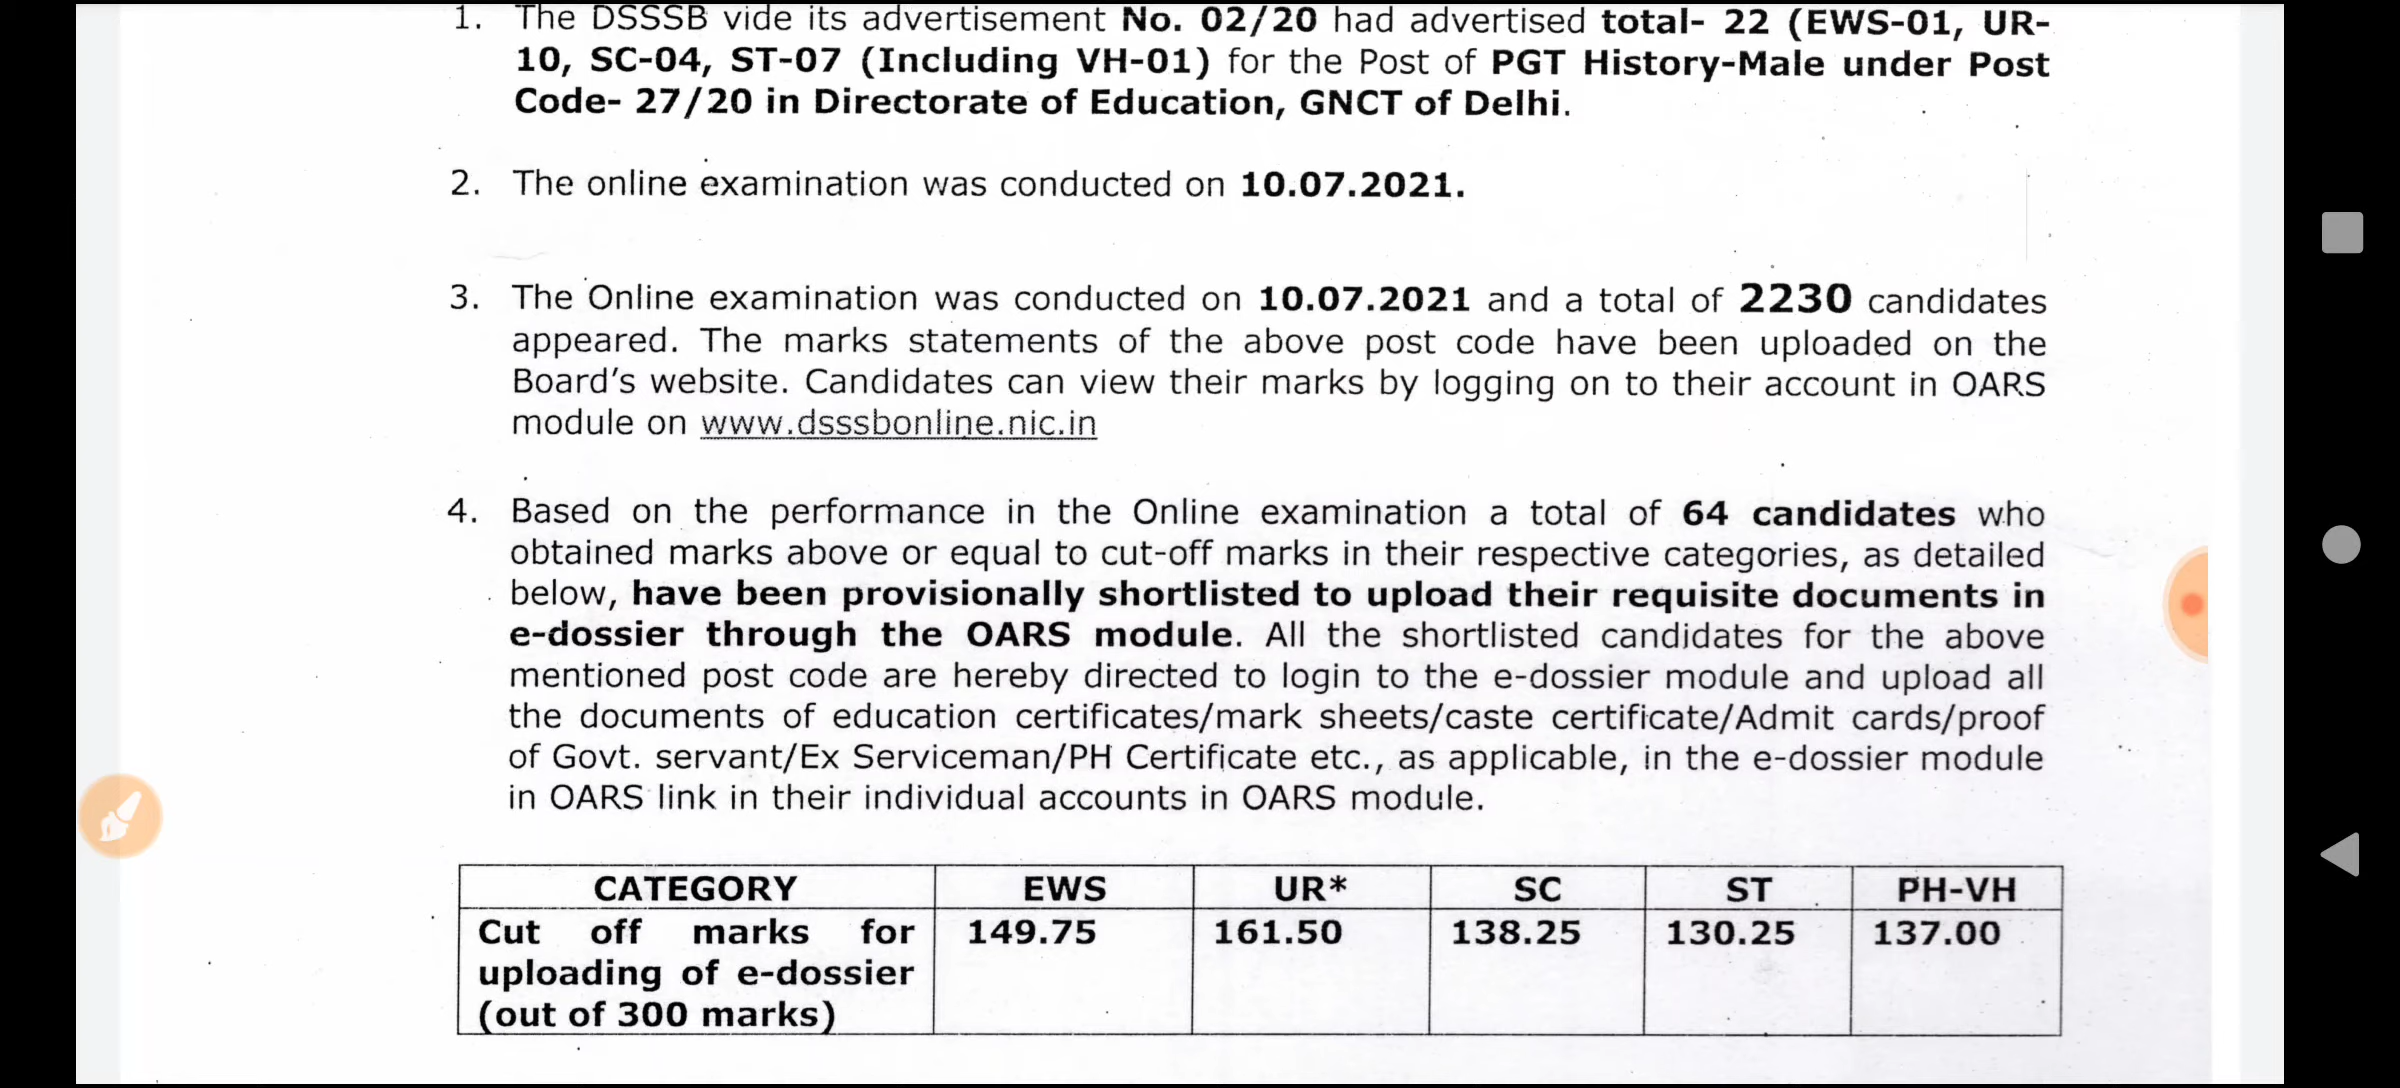 1. The DSSSB vide its advertisement No. 02/20 had advertised total- 22 (EWS-01, UR-
10, SC-04, ST-07 (Including VH-01) for the Post of PGT History-Male under Post
Code- 27/20 in Directorate of Education, GNCT of Delhi.
2. The online examination was conducted on 10.07.2021.
3. The Online examination was conducted on 10.07.2021 and a total of 2230 candidates
appeared. The marks statements of the above post code have been uploaded on the
Board's website. Candidates can view their marks by logging on to their account in OARS
module on www.dsssbonline.nic.in
4. Based on the performance in the Online examination a total of 64 candidates who
obtained marks above or equal to cut-off marks in their respective categories, as detailed
below, have been provisionally shortlisted to upload their requisite documents in
e-dossier through the OARS module. All the shortlisted candidates for the above
mentioned post code are hereby directed to login to the e-dossier module and upload all
the documents of education certificates/mark sheets/caste certificate/Admit cards/proof
of Govt. servant/Ex Serviceman/PH Certificate etc., as applicable, in the e-dossier module
in OARS link in their individual accounts in OARS module.
CATEGORY EWS UR* SC ST PH-VH
Cut off marks for 149.75 161.50 138.25 130.25 137.00
uploading of e-dossier
(out of 300 marks)